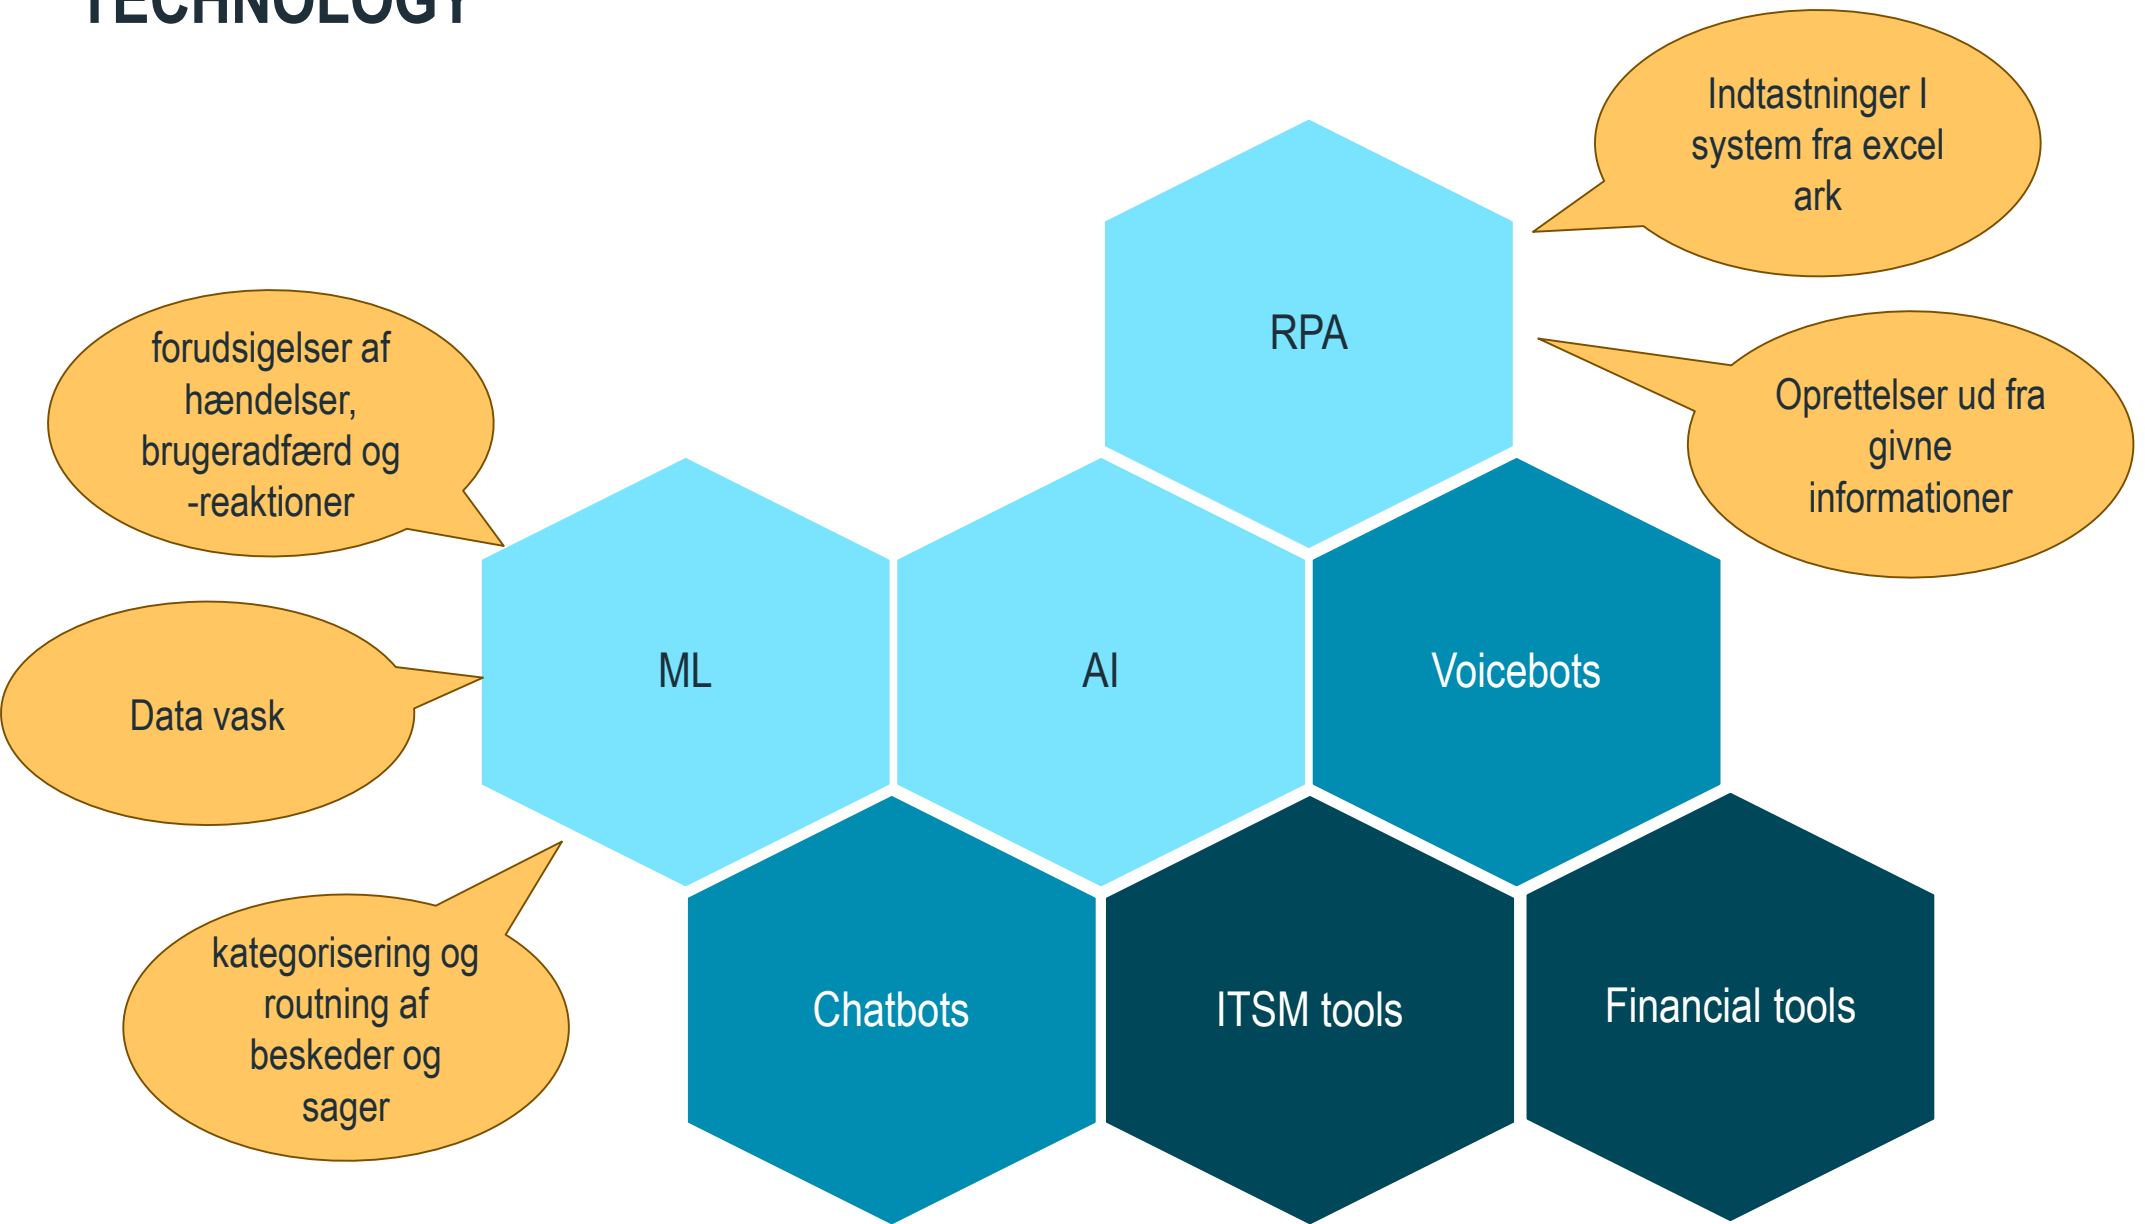 TECHNOLOGY
Indtastninger I
system fra excel
ark
RPA
forudsigelser af
hændelser,
brugeradfærd og
-reaktioner
Oprettelser ud fra
givne
informationer
ML
AI
Voicebots
Data vask
kategorisering og
routning af
beskeder og
sager
Chatbots
ITSM tools
Financial tools